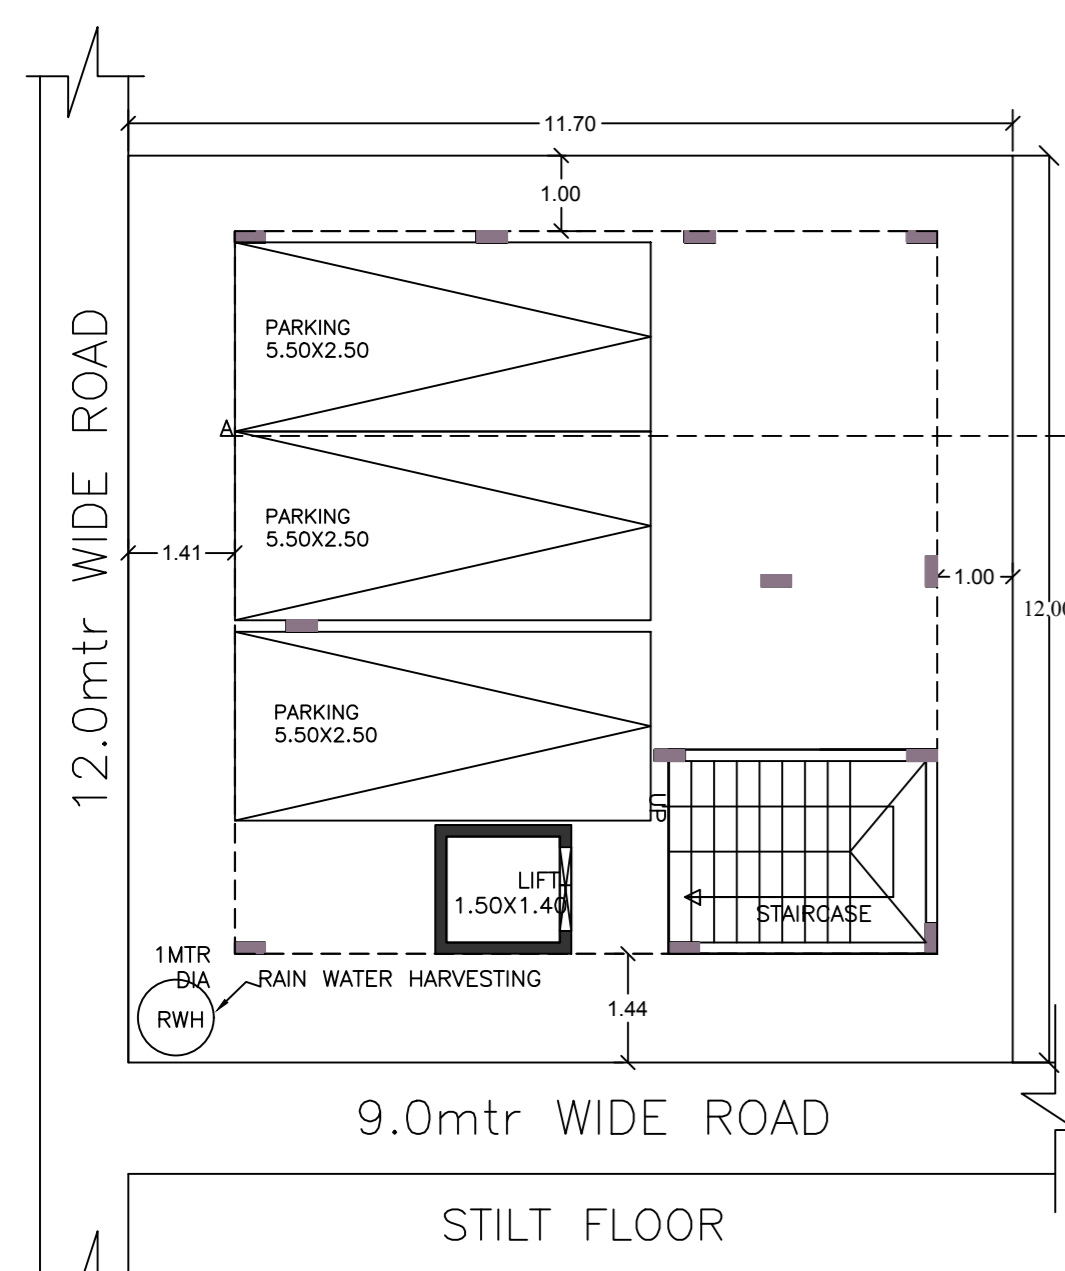 11.70
1.00
PARKING
5.50X2.50
A
PARKING
5.50X2.50
1.41
1.00
12.00
12.0mtr WIDE ROAD
PARKING
5.50X2.50
UP
LIFT
1.50X1.40
STAIRCASE
1MTR
DIA
RAIN WATER HARVESTING
RWH
1.44
9.0mtr WIDE ROAD
STILT FLOOR